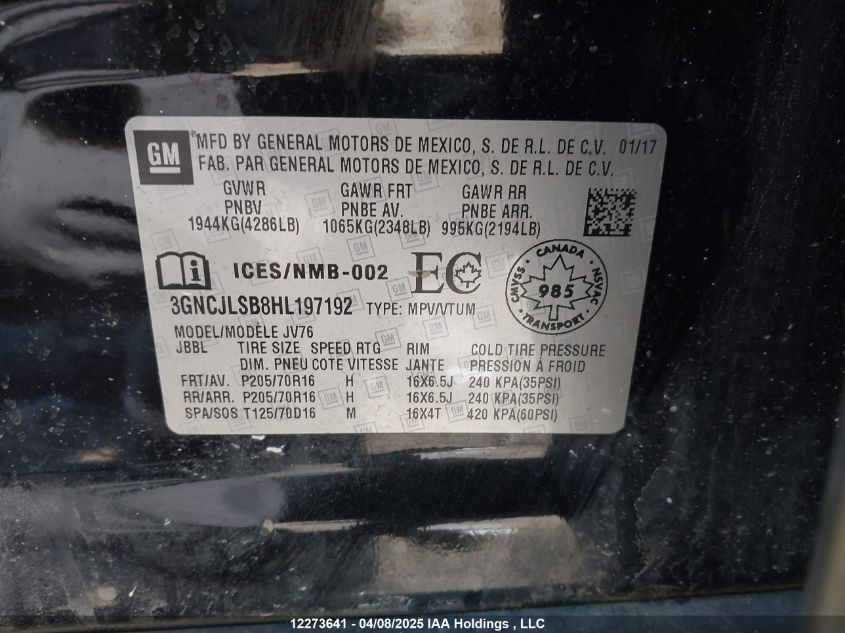 GM
*MFD BY GENERAL MOTORS DE MEXICO, S. DE R.L. DE C.V. 01/17
FAB. PAR GENERAL MOTORS DE MEXICO, S. DE R.L. DE C.V.
GVWR GAWR FRT GAWR RR
PNBV PNBE AV. PNBE ARR.
1944KG(4286LB) 1065KG(2348LB) 995KG(2194LB)
ICES/NMB-002 EC
CANADA
CMVSS 985 NSVAC
TRANSPORT
3GNCJLSB8HL197192 TYPE: MPV/VTUM
MODEL/MODÈLE JV76
JBBL TIRE SIZE SPEED RTG RIM COLD TIRE PRESSURE
DIM. PNEU COTE VITESSE JANTE PRESSION À FROID
FRT/AV. P205/70R16 H 16X6.5J 240 KPA(35PSI)
RR/ARR. P205/70R16 H 16X6.5J 240 KPA(35PSI)
SPA/SOS T125/70D16 M 16X4T 420 KPA(60PSI)
12273641 - 04/08/2025 IAA Holdings , LLC